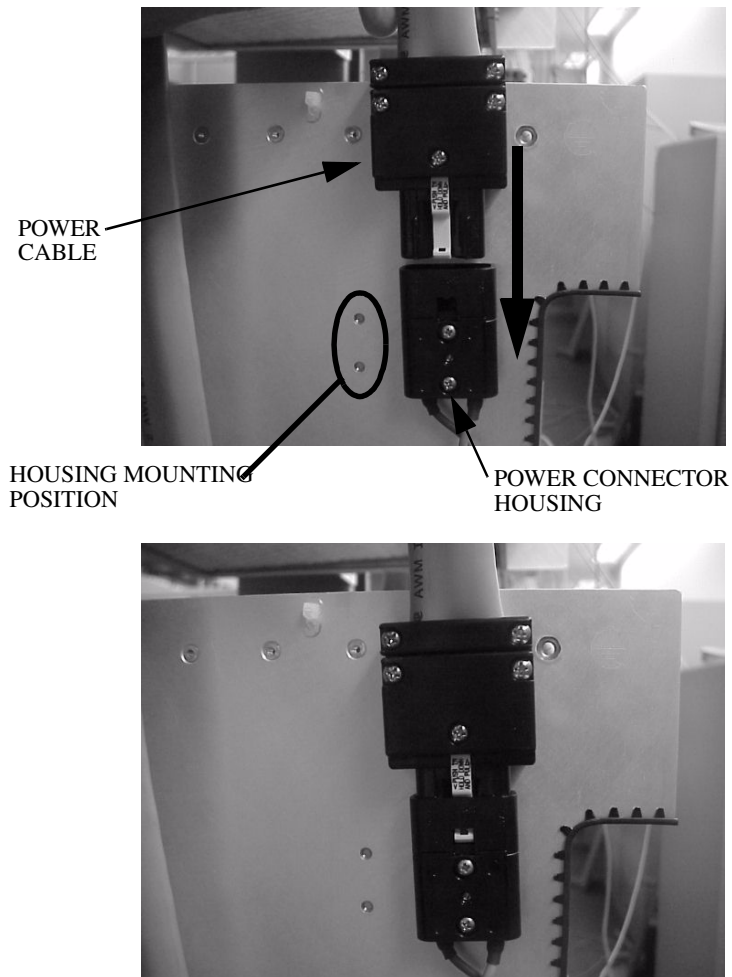 POWER
CABLE
HOUSING MOUNTING
POSITION
POWER CONNECTOR
HOUSING